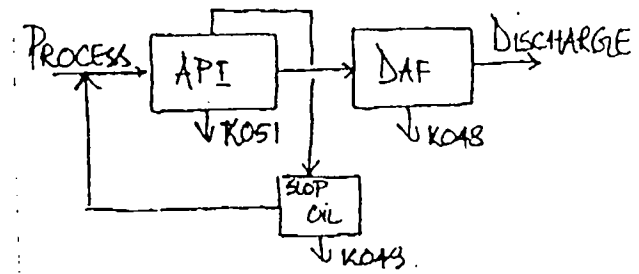 PROCESS
API
DAF
DISCHARGE
K051
K048
SLOP
OIL
K049